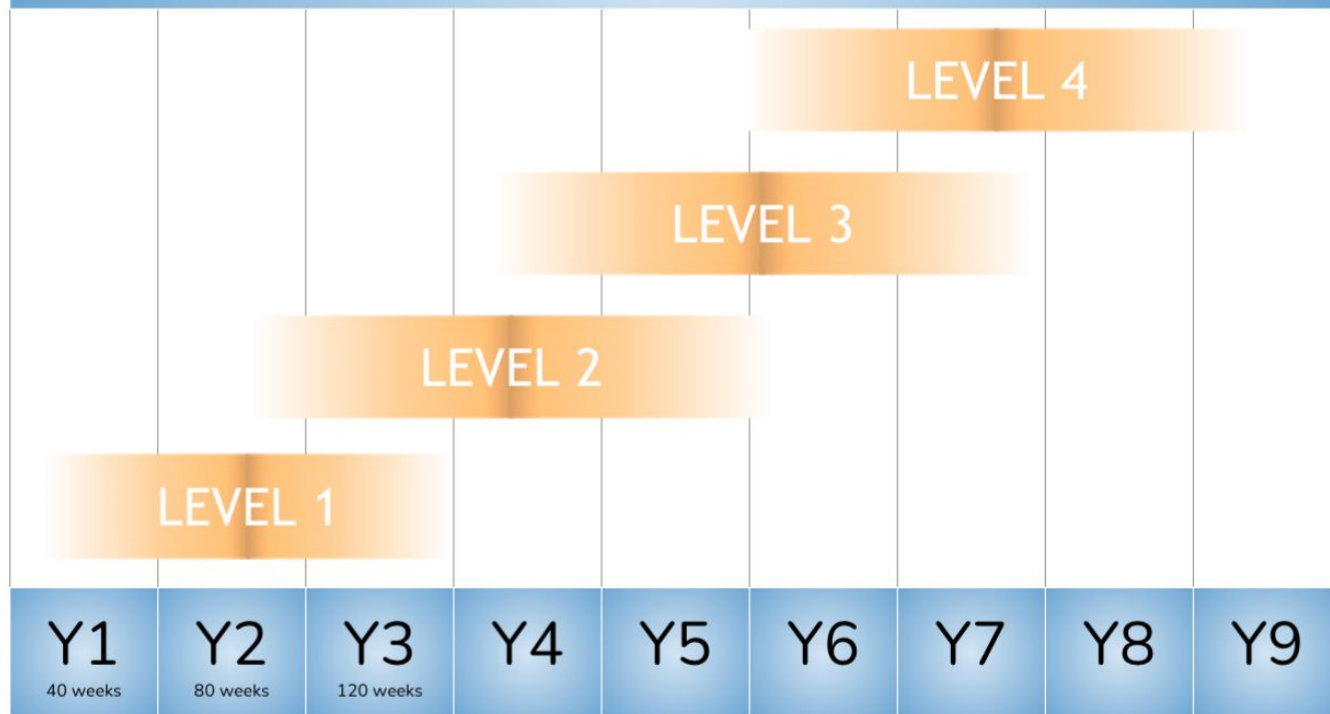 LEVEL 4
LEVEL 3
LEVEL 2
LEVEL 1
Y1 Y2 Y3 Y4 Y5 Y6 Y7 Y8 Y9
40 weeks 80 weeks 120 weeks